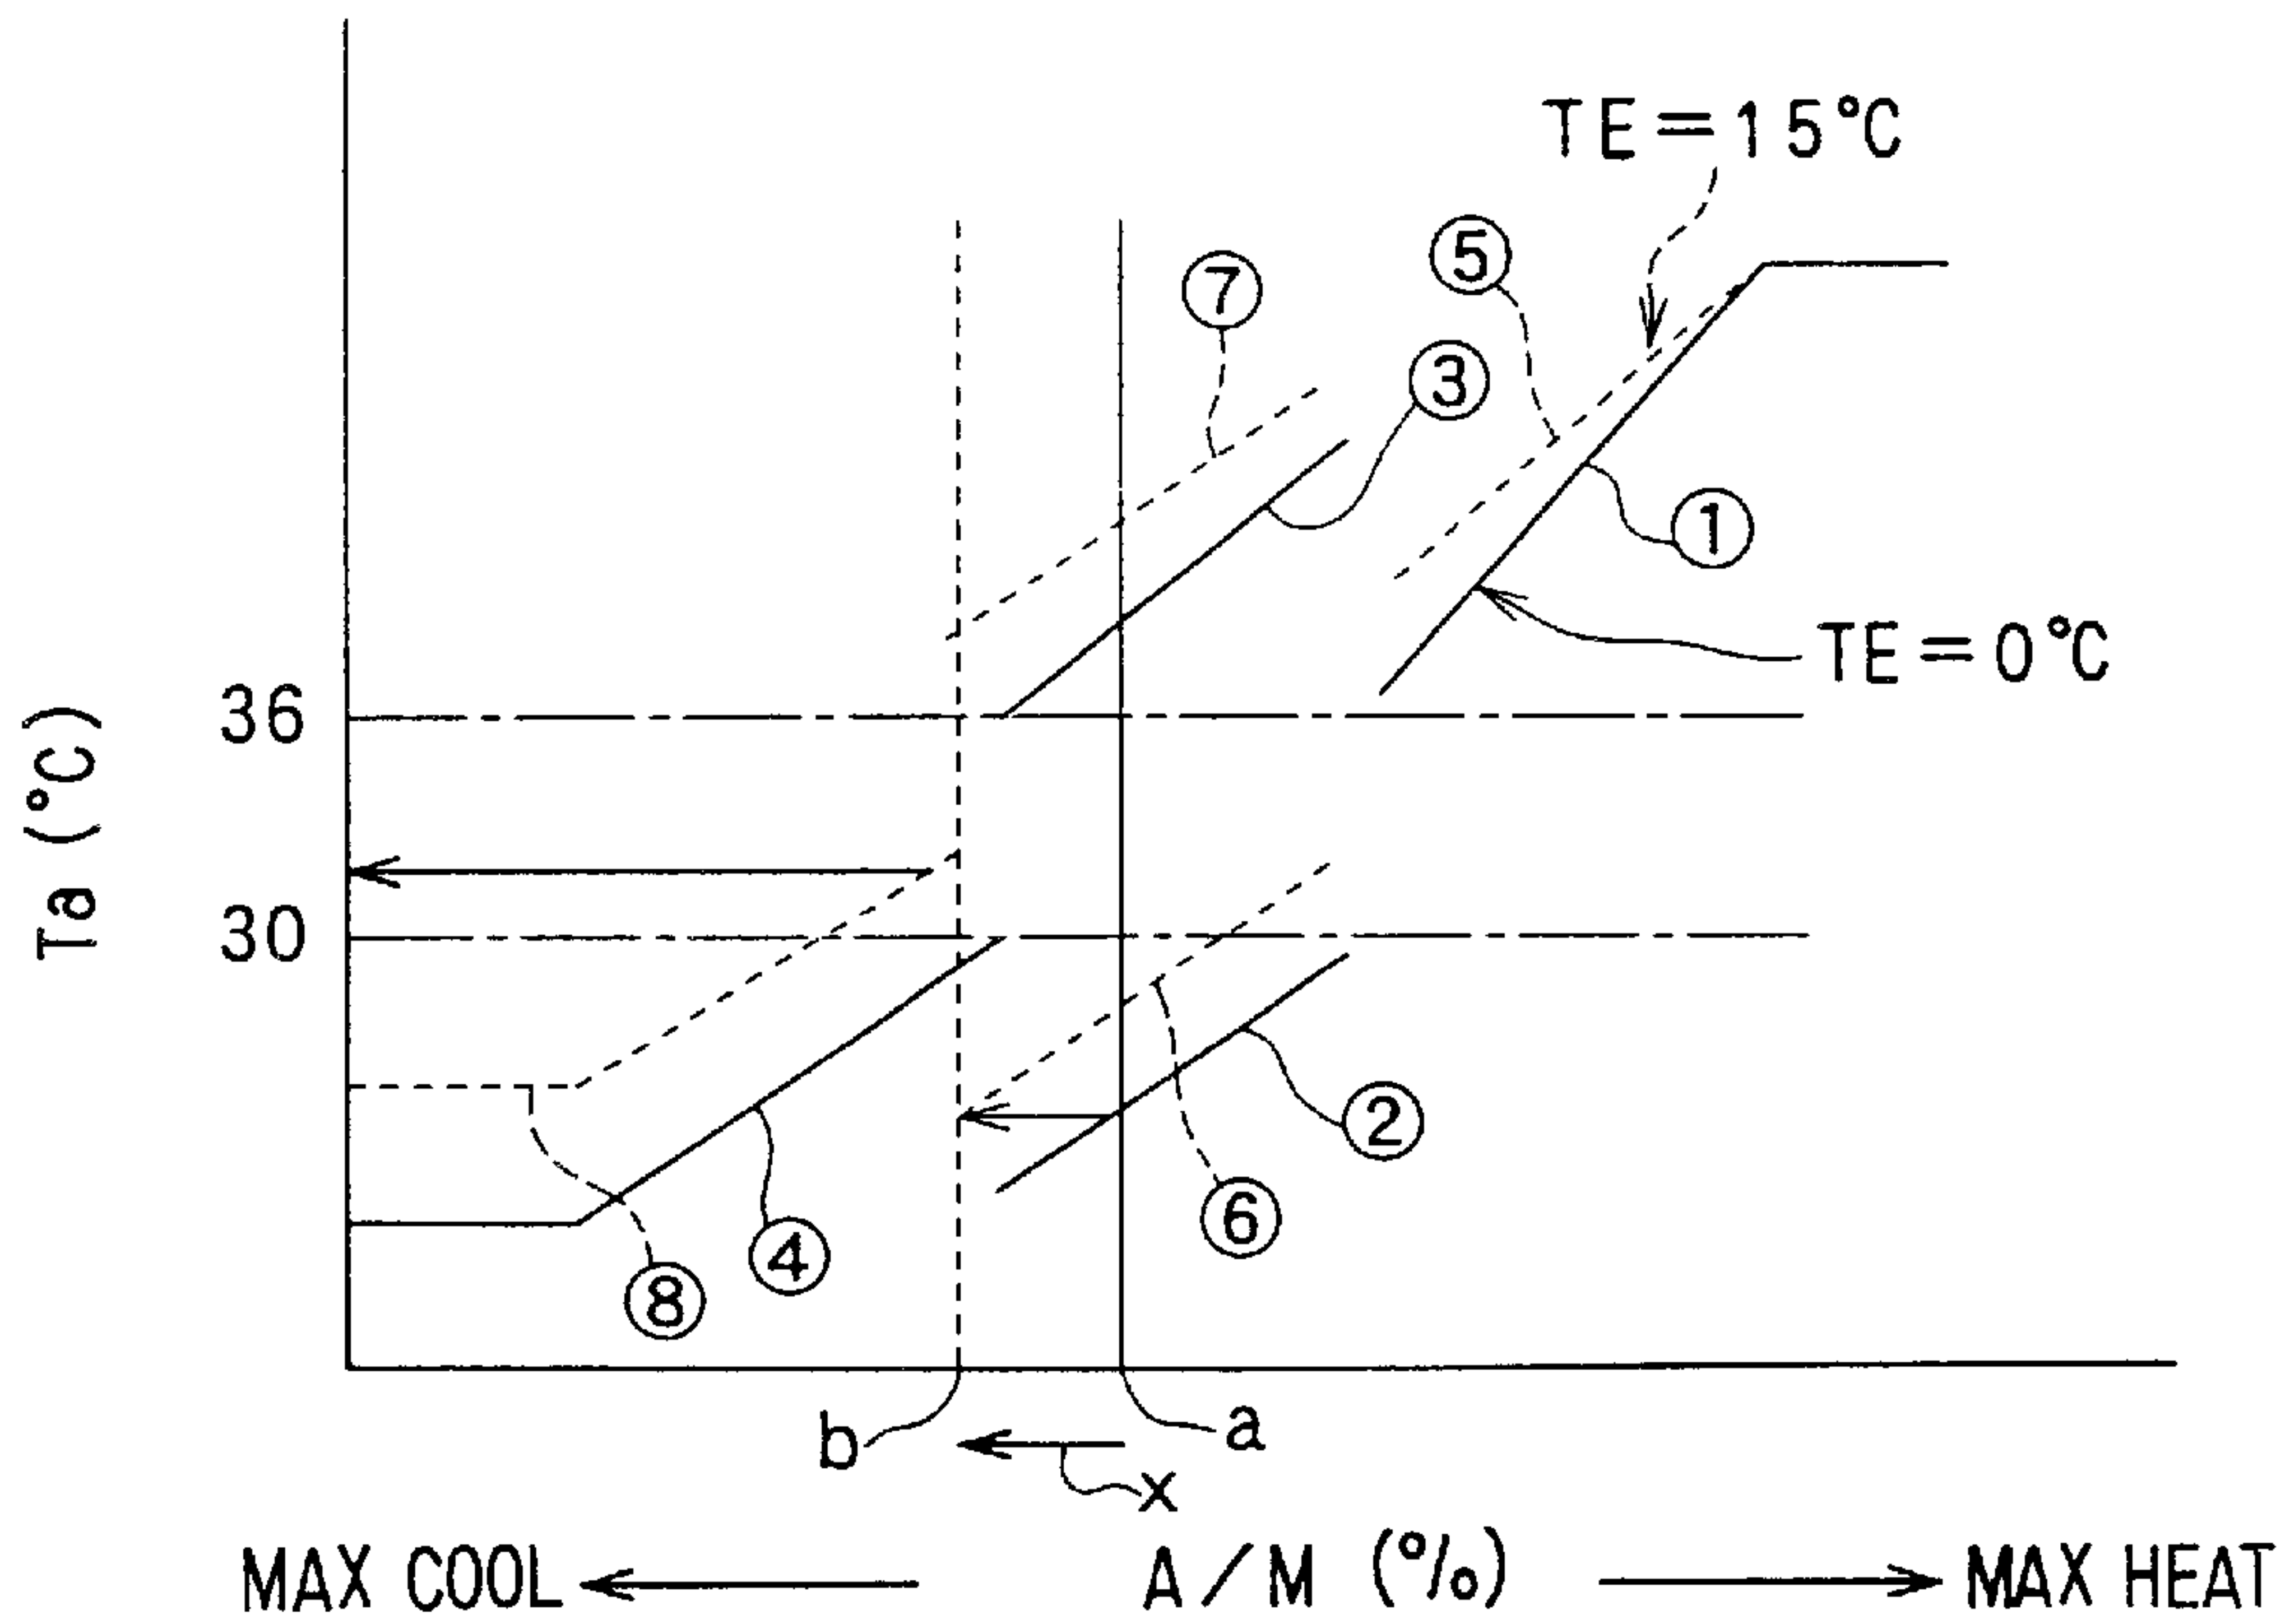 TE=15°C
⑤
⑦
③
①
TE=0°C
36
Ta (°C)
30
②
⑥
④
⑧
b
a
x
MAX COOL
A/M (%)
MAX HEAT